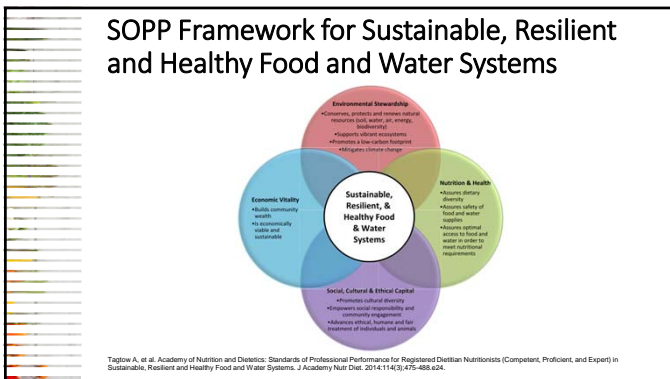 SOPP Framework for Sustainable, Resilient
and Healthy Food and Water Systems
Environmental Stewardship
•Conserves, protects and renews natural
resources (soil, water, air, energy,
biodiversity)
•Supports vibrant ecosystems
•Promotes a low-carbon footprint
•Mitigates climate change
Economic Vitality
•Builds community
wealth
•Is economically
viable and
sustainable
Sustainable,
Resilient, &
Healthy Food
& Water
Systems
Nutrition & Health
•Assures dietary
diversity
•Assures safety of
food and water
supplies
•Assures optimal
access to food and
water in order to
meet nutritional
requirements
Social, Cultural & Ethical Capital
•Promotes cultural diversity
•Empowers social responsibility and
community engagement
•Advances ethical, humane and fair
treatment of individuals and animals
Tagtow A, et al. Academy of Nutrition and Dietetics: Standards of Professional Performance for Registered Dietitian Nutritionists (Competent, Proficient, and Expert) in
Sustainable, Resilient and Healthy Food and Water Systems. J Academy Nutr Diet. 2014:114(3);475-488.e24.